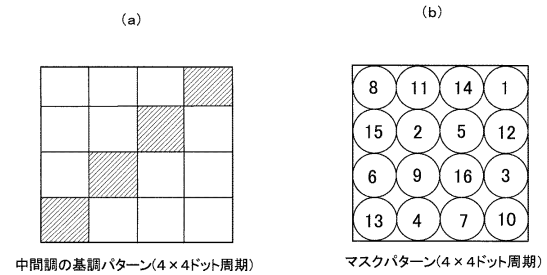 (a)
(b)
8 11 14 1
15 2 5 12
6 9 16 3
13 4 7 10
中間調の基調パターン(4×4ドット周期)
マスクパターン(4×4ドット周期)